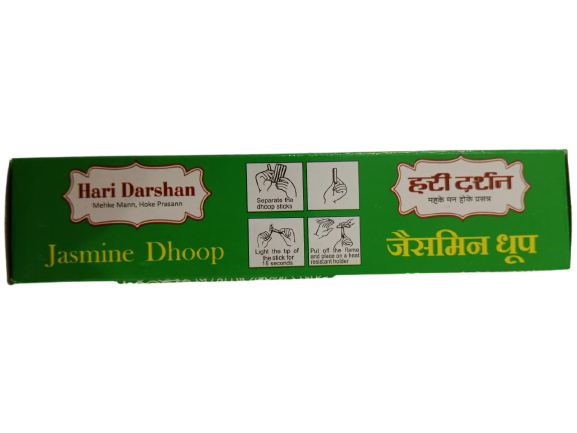 Hari Darshan
Mehke Mann, Hoke Prasann
Jasmine Dhoop
Separate the
dhoop sticks
Light the tip of
the stick for
15 seconds
Put off the flame
and place on a heat
resistant holder
हरी दर्शन
महके मन होके प्रसन्न
जैसमिन धूप